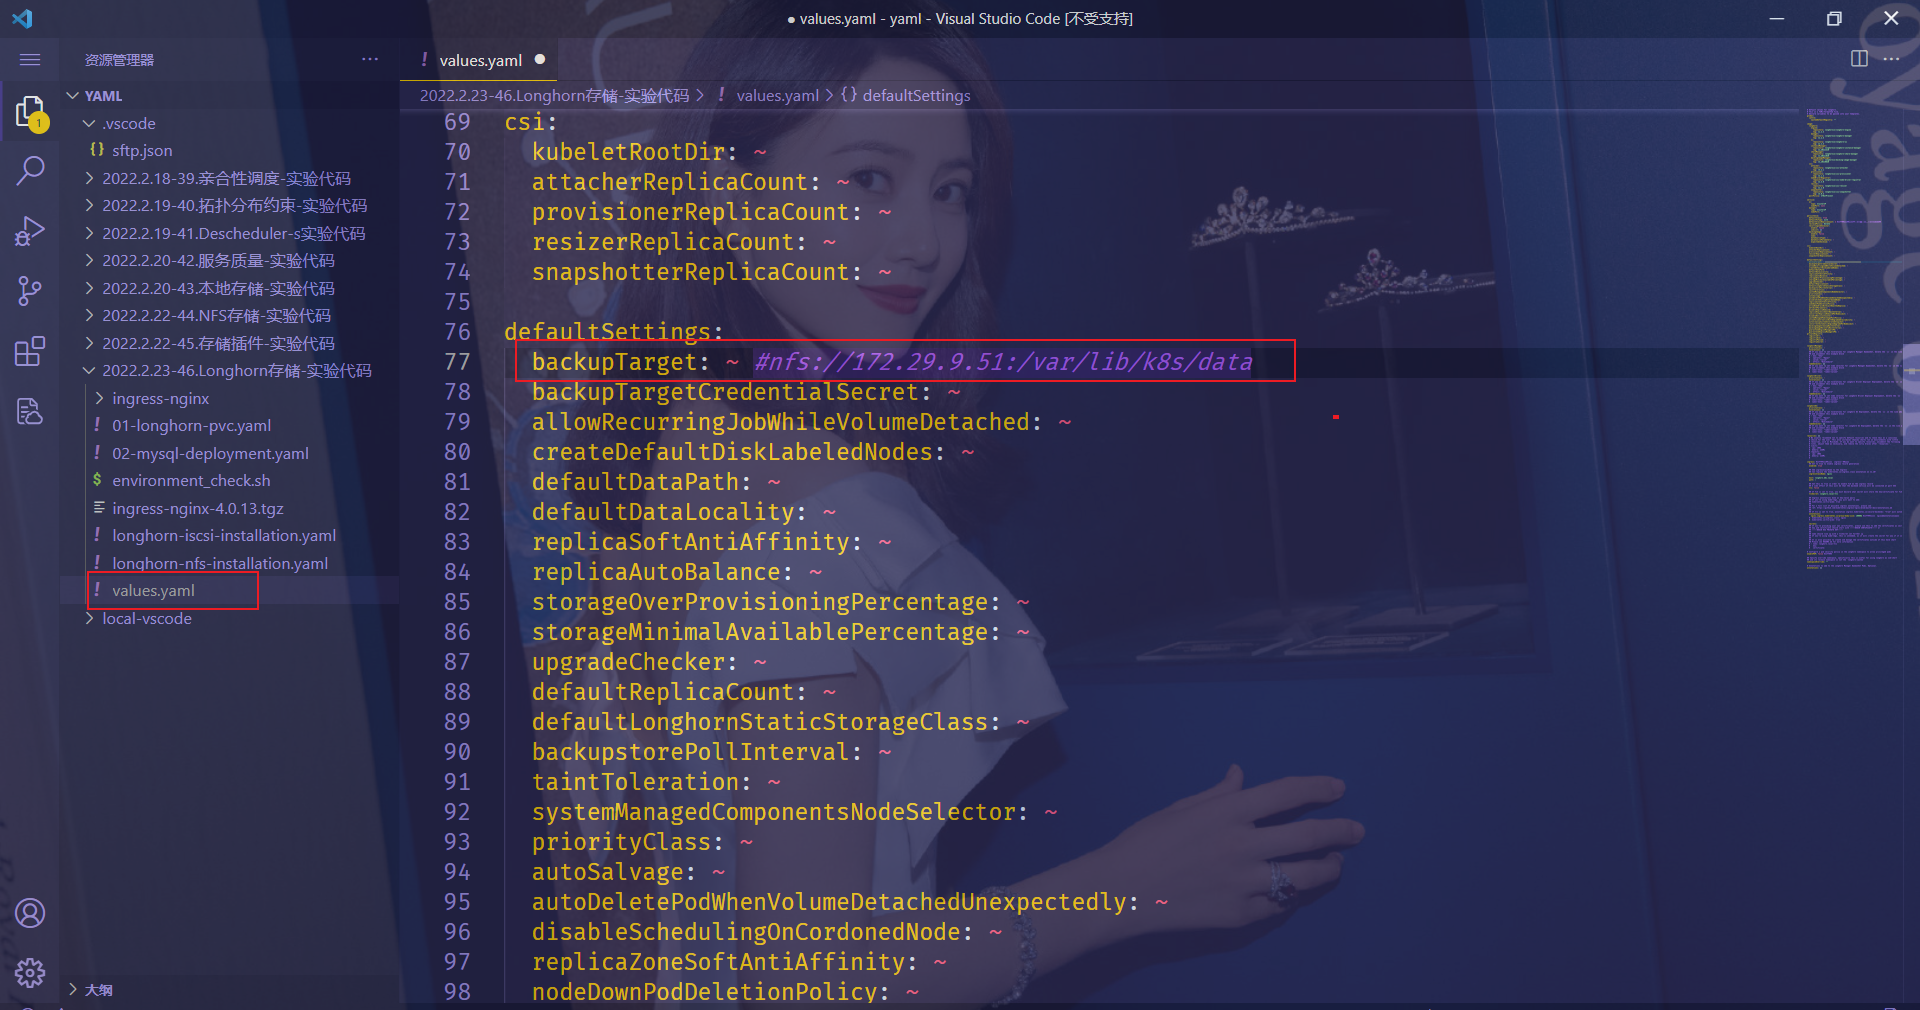 ● values.yaml - yaml - Visual Studio Code [不受支持]
资源管理器
YAML
.vscode
sftp.json
2022.2.18-39.亲合性调度-实验代码
2022.2.19-40.拓扑分布约束-实验代码
2022.2.19-41.Descheduler-s实验代码
2022.2.20-42.服务质量-实验代码
2022.2.20-43.本地存储-实验代码
2022.2.22-44.NFS存储-实验代码
2022.2.22-45.存储插件-实验代码
2022.2.23-46.Longhorn存储-实验代码
ingress-nginx
01-longhorn-pvc.yaml
02-mysql-deployment.yaml
environment_check.sh
ingress-nginx-4.0.13.tgz
longhorn-iscsi-installation.yaml
longhorn-nfs-installation.yaml
values.yaml
local-vscode
大纲
1
! values.yaml ●
2022.2.23-46.Longhorn存储-实验代码 > ! values.yaml > {} defaultSettings
69 csi:
70 kubeletRootDir: ~
71 attacherReplicaCount: ~
72 provisionerReplicaCount: ~
73 resizerReplicaCount: ~
74 snapshotterReplicaCount: ~
75
76 defaultSettings:
77 backupTarget: ~ #nfs://172.29.9.51:/var/lib/k8s/data
78 backupTargetCredentialSecret: ~
79 allowRecurringJobWhileVolumeDetached: ~
80 createDefaultDiskLabeledNodes: ~
81 defaultDataPath: ~
82 defaultDataLocality: ~
83 replicaSoftAntiAffinity: ~
84 replicaAutoBalance: ~
85 storageOverProvisioningPercentage: ~
86 storageMinimalAvailablePercentage: ~
87 upgradeChecker: ~
88 defaultReplicaCount: ~
89 defaultLonghornStaticStorageClass: ~
90 backupstorePollInterval: ~
91 taintToleration: ~
92 systemManagedComponentsNodeSelector: ~
93 priorityClass: ~
94 autoSalvage: ~
95 autoDeletePodWhenVolumeDetachedUnexpectedly: ~
96 disableSchedulingOnCordonedNode: ~
97 replicaZoneSoftAntiAffinity: ~
98 nodeDownPodDeletionPolicy: ~